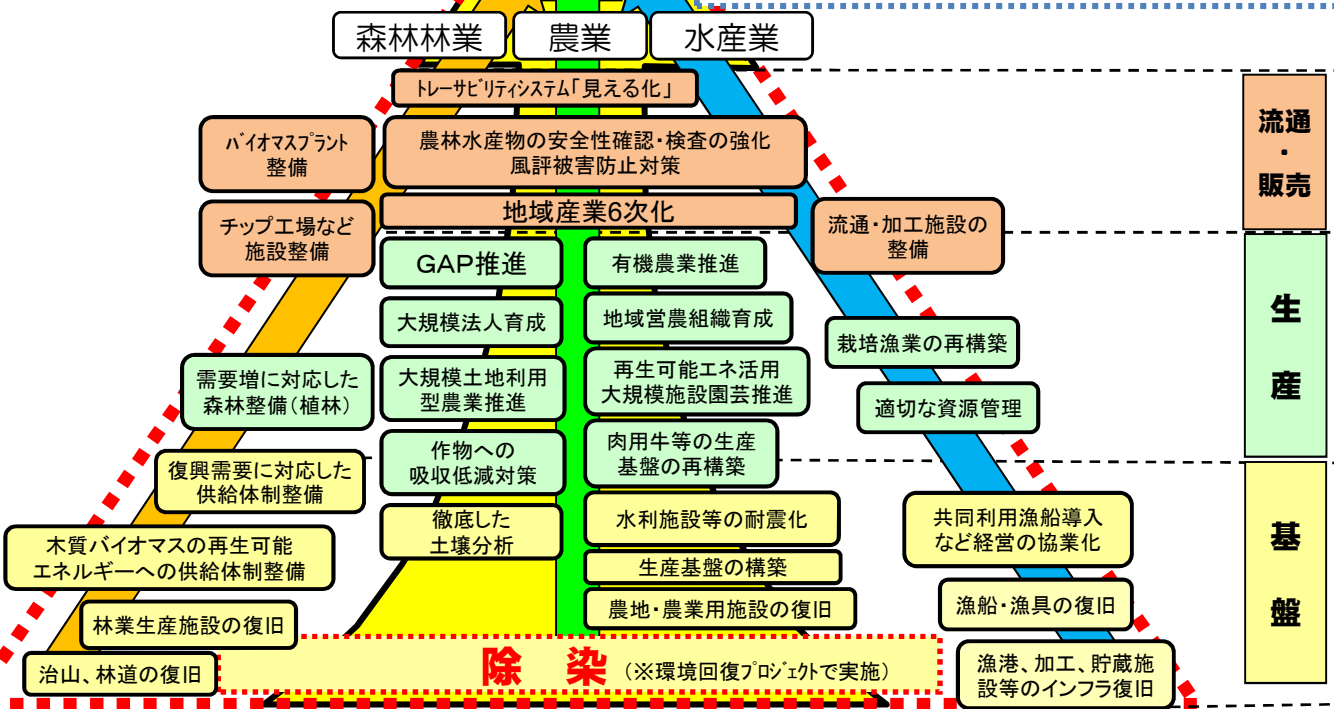 森林林業
農業
水産業
トレーサビリティシステム「見える化」
バイオマスプラント
整備
農林水産物の安全性確認・検査の強化
風評被害防止対策
流通
・
販売
チップ工場など
施設整備
地域産業6次化
流通・加工施設の
整備
GAP推進
有機農業推進
大規模法人育成
地域営農組織育成
栽培漁業の再構築
生
産
需要増に対応した
森林整備(植林)
大規模土地利用
型農業推進
再生可能エネ活用
大規模施設園芸推進
適切な資源管理
作物への
吸収低減対策
肉用牛等の生産
基盤の再構築
復興需要に対応した
供給体制整備
徹底した
土壌分析
水利施設等の耐震化
共同利用漁船導入
など経営の協業化
基
盤
木質バイオマスの再生可能
エネルギーへの供給体制整備
生産基盤の構築
林業生産施設の復旧
農地・農業用施設の復旧
漁船・漁具の復旧
治山、林道の復旧
除 染 (※環境回復プロジェクトで実施)
漁港、加工、貯蔵施
設等のインフラ復旧